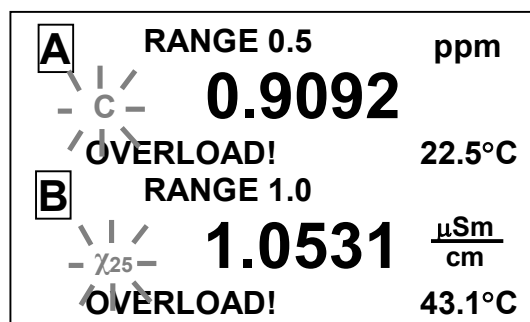 A RANGE 0.5 ppm
C 0.9092
OVERLOAD! 22.5°C
B RANGE 1.0
χ25 1.0531 μSm/cm
OVERLOAD! 43.1°C